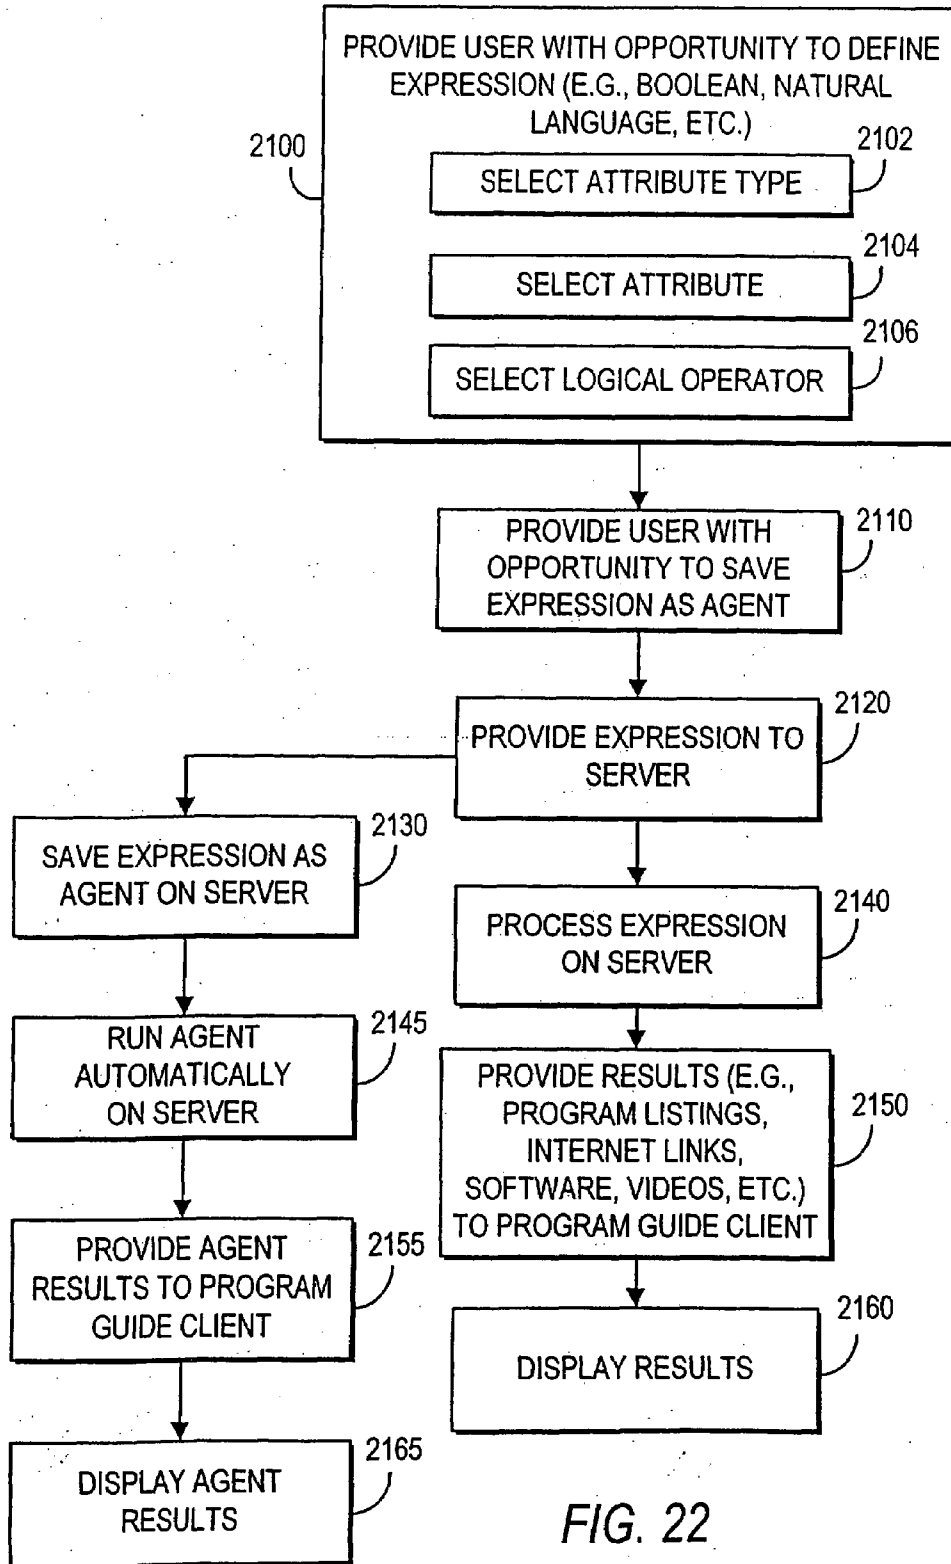 PROVIDE USER WITH OPPORTUNITY TO DEFINE
EXPRESSION (E.G., BOOLEAN, NATURAL
LANGUAGE, ETC.)
2100
2102
SELECT ATTRIBUTE TYPE
2104
SELECT ATTRIBUTE
2106
SELECT LOGICAL OPERATOR
PROVIDE USER WITH
OPPORTUNITY TO SAVE
EXPRESSION AS AGENT
2110
PROVIDE EXPRESSION TO
SERVER
2120
SAVE EXPRESSION AS
AGENT ON SERVER
2130
PROCESS EXPRESSION
ON SERVER
2140
RUN AGENT
AUTOMATICALLY
ON SERVER
2145
PROVIDE RESULTS (E.G.,
PROGRAM LISTINGS,
INTERNET LINKS,
SOFTWARE, VIDEOS, ETC.)
TO PROGRAM GUIDE CLIENT
2150
PROVIDE AGENT
RESULTS TO PROGRAM
GUIDE CLIENT
2155
DISPLAY RESULTS
2160
DISPLAY AGENT
RESULTS
2165
FIG. 22